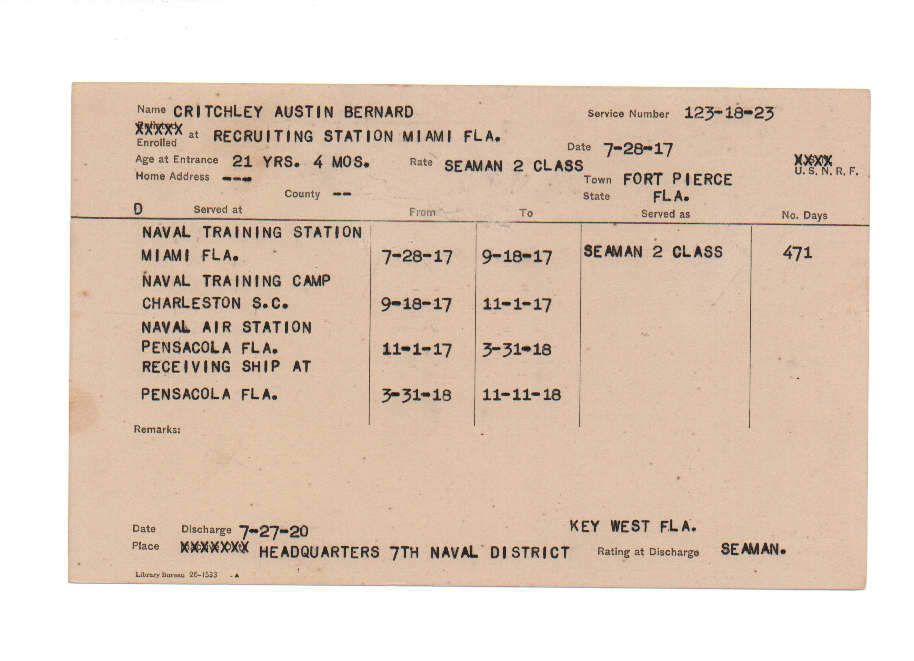 Name CRITCHLEY AUSTIN BERNARD Service Number 123-18-23
XXXXX at RECRUITING STATION MIAMI FLA.
Enrolled Date 7-28-17
Age at Entrance 21 YRS. 4 MOS. Rate SEAMAN 2 CLASS XXXX
U.S.N.R.F.
Home Address --- Town FORT PIERCE
County -- State FLA.
D Served at From To Served as No. Days
NAVAL TRAINING STATION
MIAMI FLA. 7-28-17 9-18-17 SEAMAN 2 CLASS 471
NAVAL TRAINING CAMP
CHARLESTON S.C. 9-18-17 11-1-17
NAVAL AIR STATION
PENSACOLA FLA. 11-1-17 3-31-18
RECEIVING SHIP AT
PENSACOLA FLA. 3-31-18 11-11-18
Remarks:
Date Discharge 7-27-20 KEY WEST FLA.
Place XXXXXXX HEADQUARTERS 7TH NAVAL DISTRICT Rating at Discharge SEAMAN.
Library Bureau 26-1533 A